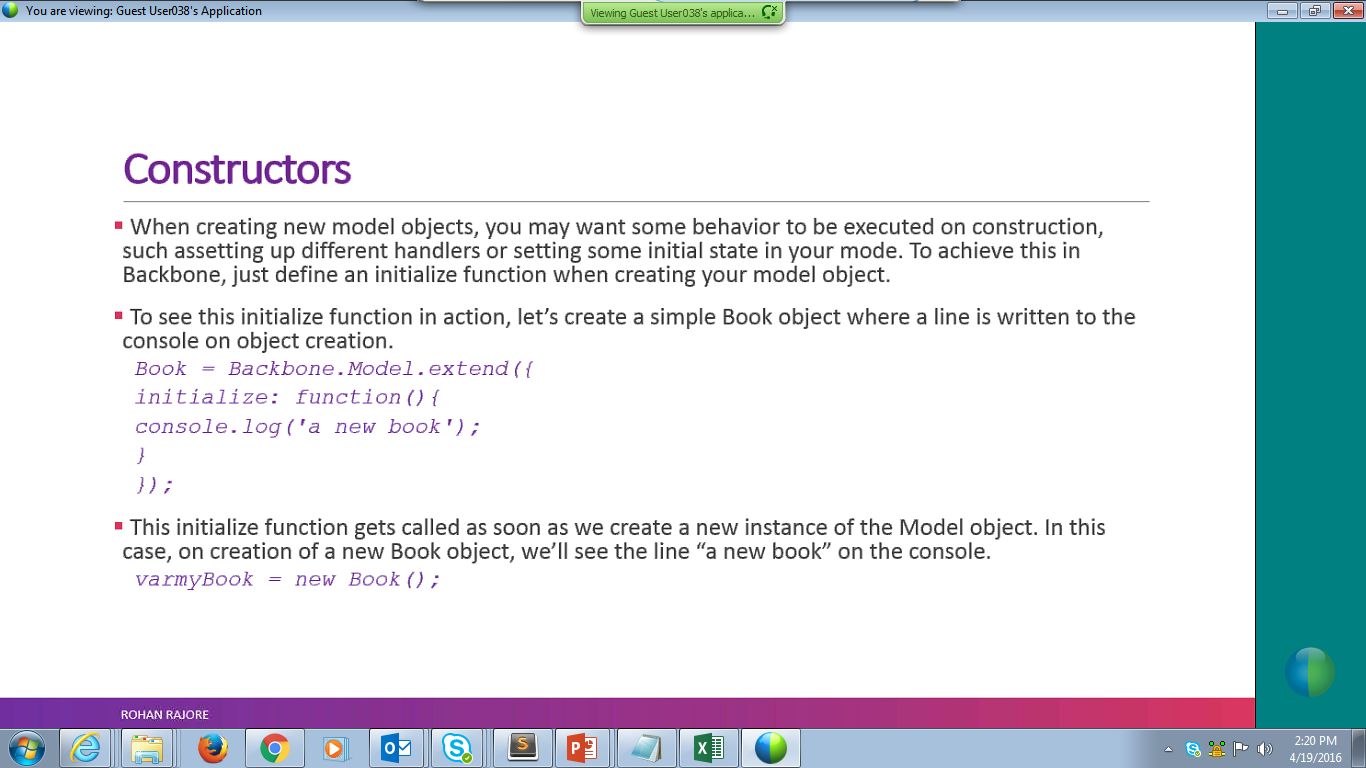 You are viewing: Guest User038's Application
Viewing Guest User038's applica...
Constructors
When creating new model objects, you may want some behavior to be executed on construction,
such assetting up different handlers or setting some initial state in your mode. To achieve this in
Backbone, just define an initialize function when creating your model object.
To see this initialize function in action, let’s create a simple Book object where a line is written to the
console on object creation.
Book = Backbone.Model.extend({
initialize: function(){
console.log('a new book');
}
});
This initialize function gets called as soon as we create a new instance of the Model object. In this
case, on creation of a new Book object, we’ll see the line “a new book” on the console.
varmyBook = new Book();
ROHAN RAJORE
2:20 PM
4/19/2016